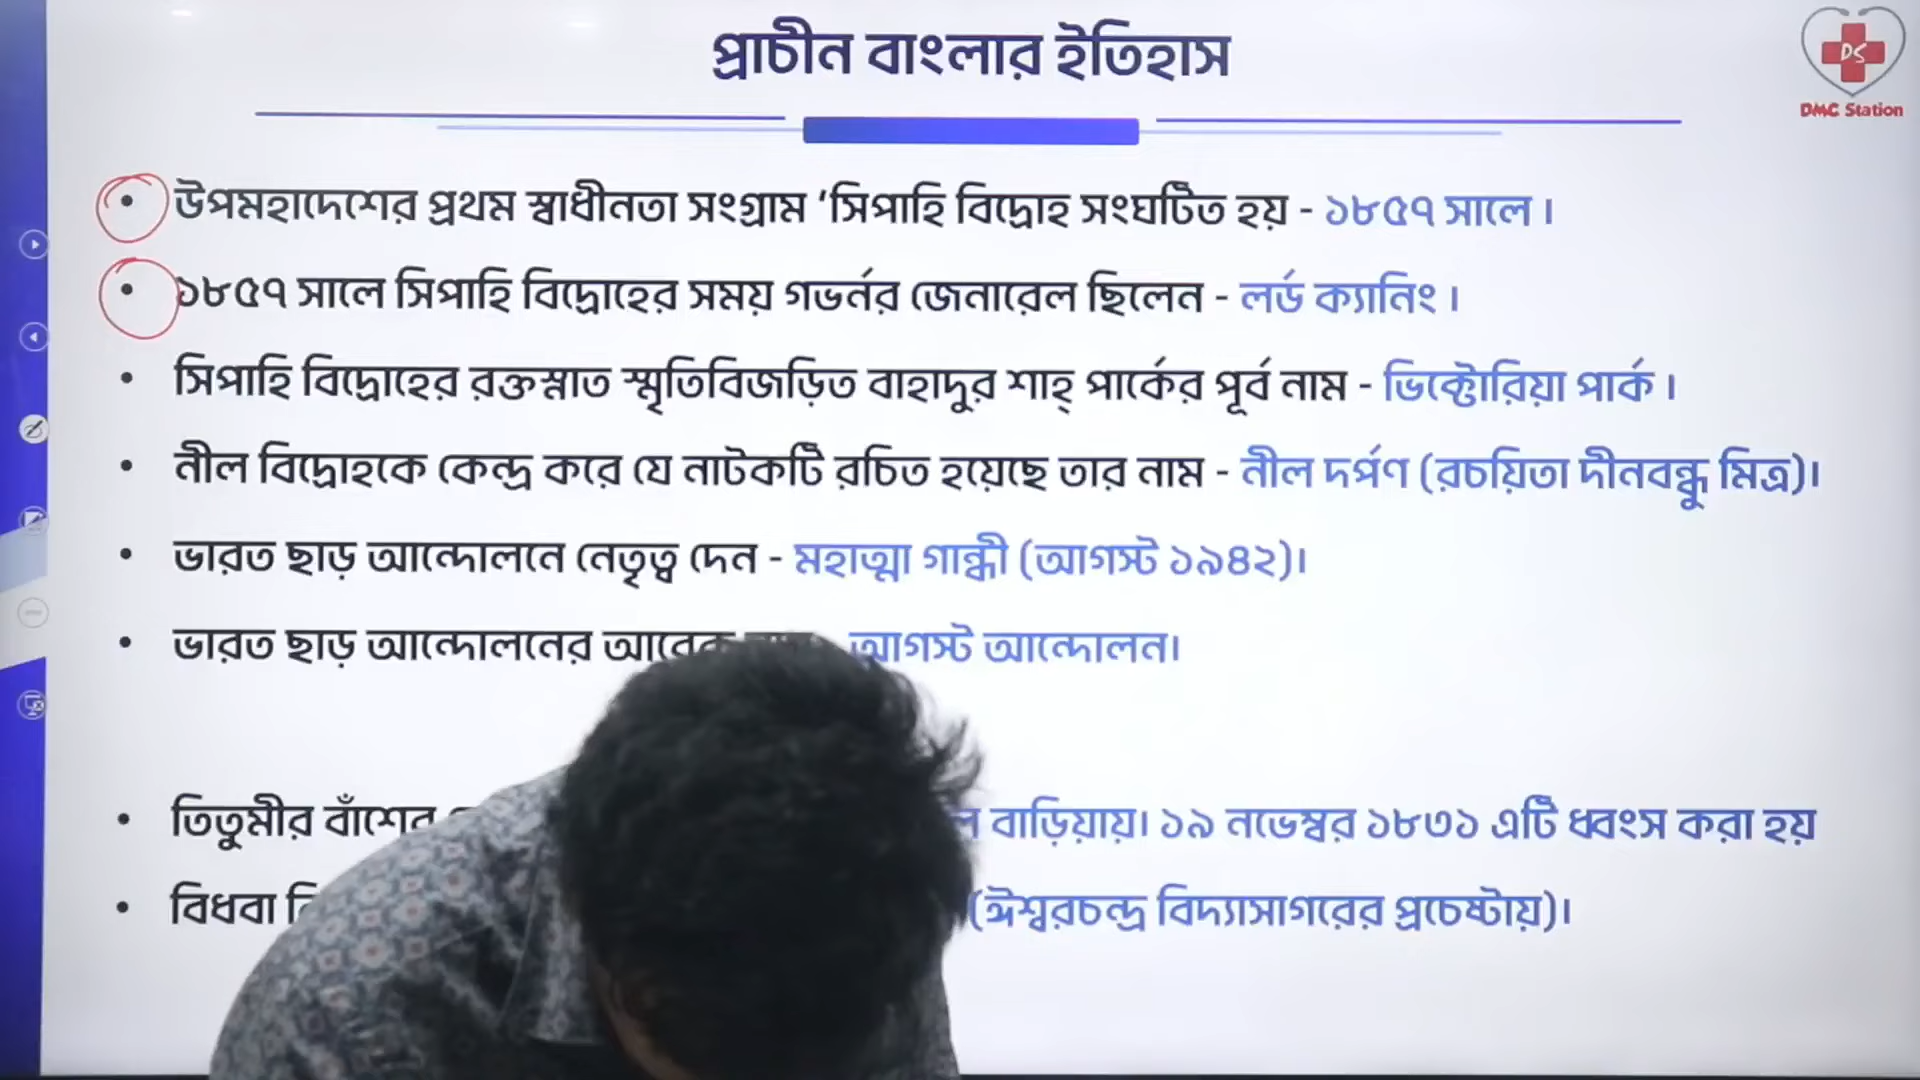 প্রাচীন বাংলার ইতিহাস
DS
DMC Station
• উপমহাদেশের প্রথম স্বাধীনতা সংগ্রাম ‘সিপাহি বিদ্রোহ সংঘটিত হয় - ১৮৫৭ সালে।
• ১৮৫৭ সালে সিপাহি বিদ্রোহের সময় গভর্নর জেনারেল ছিলেন - লর্ড ক্যানিং।
• সিপাহি বিদ্রোহের রক্তস্নাত স্মৃতিবিজড়িত বাহাদুর শাহ্ পার্কের পূর্ব নাম - ভিক্টোরিয়া পার্ক।
• নীল বিদ্রোহকে কেন্দ্র করে যে নাটকটি রচিত হয়েছে তার নাম - নীল দর্পণ (রচয়িতা দীনবন্ধু মিত্র)।
• ভারত ছাড় আন্দোলনে নেতৃত্ব দেন - মহাত্মা গান্ধী (আগস্ট ১৯৪২)।
• ভারত ছাড় আন্দোলনের আগস্ট আন্দোলন।
• তিতুমীর বাঁশের বাড়িয়ায়। ১৯ নভেম্বর ১৮৩১ এটি ধ্বংস করা হয়
• বিধবা (ঈশ্বরচন্দ্র বিদ্যাসাগরের প্রচেষ্টায়)।